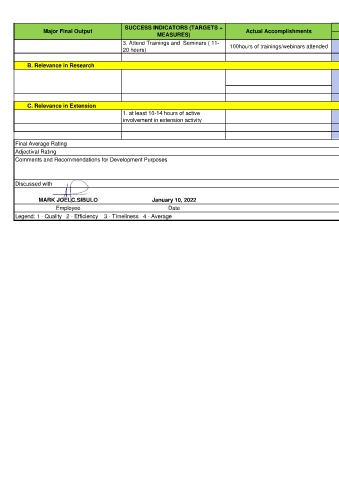 Major Final Output
SUCCESS INDICATORS (TARGETS +
MEASURES)
Actual Accomplishments
3. Attend Trainings and Seminars ( 11-
20 hours)
100hours of trainings/webinars attended
B. Relevance in Research
C. Relevance in Extension
1. at least 10-14 hours of active
involvement in extension activity
Final Average Rating
Adjectival Rating
Comments and Recommendations for Development Purposes
Discussed with
MARK JOEL C. SIBULO
January 10, 2022
Employee
Date
Legend: 1 - Quality 2 - Efficiency 3 - Timeliness 4 - Average